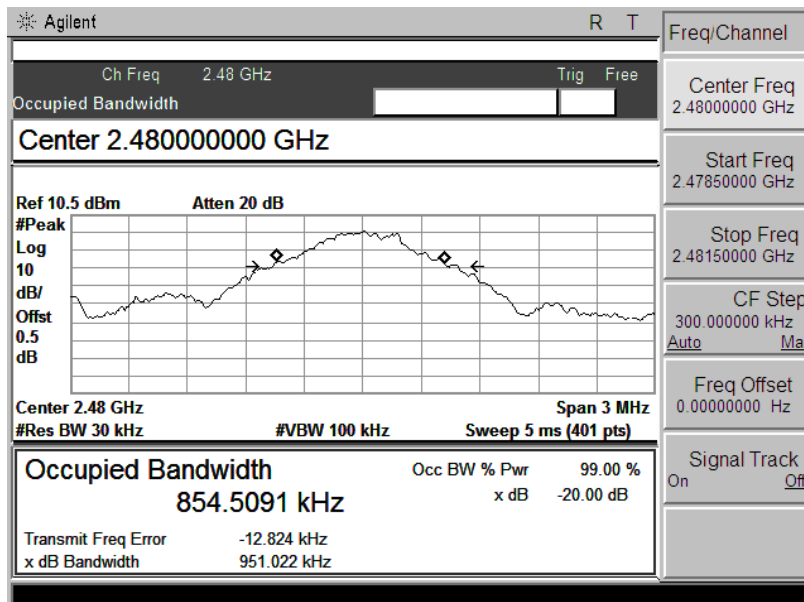 Agilent R T
Freq/Channel
Ch Freq 2.48 GHz Trig Free
Occupied Bandwidth
Center 2.480000000 GHz
Ref 10.5 dBm Atten 20 dB
#Peak
Log
10
dB/
Offst
0.5
dB
Center 2.48 GHz Span 3 MHz
#Res BW 30 kHz #VBW 100 kHz Sweep 5 ms (401 pts)
Occupied Bandwidth
854.5091 kHz
Occ BW % Pwr 99.00 %
x dB -20.00 dB
Transmit Freq Error -12.824 kHz
x dB Bandwidth 951.022 kHz
Center Freq
2.48000000 GHz
Start Freq
2.47850000 GHz
Stop Freq
2.48150000 GHz
CF Step
300.000000 kHz
Auto Ma
Freq Offset
0.00000000 Hz
Signal Track
On Off